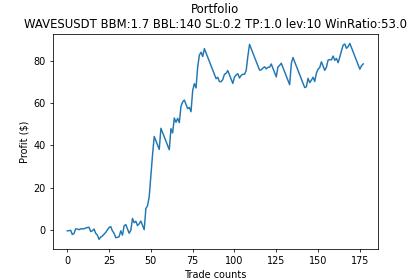 Portfolio
WAVESUSDT BBM:1.7 BBL:140 SL:0.2 TP:1.0 lev:10 WinRatio:53.0
Profit ($)
80
60
40
20
0
0 25 50 75 100 125 150 175
Trade counts